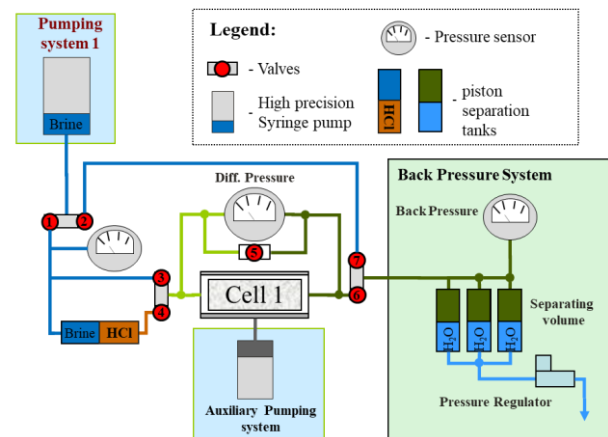 Pumping
system 1
Brine
Legend:
- Valves
- High precision
Syringe pump
- Pressure sensor
HCl
- piston
separation
tanks
1
2
Diff. Pressure
5
3
4
Brine
HCl
Cell 1
7
6
Auxiliary Pumping
system
Back Pressure System
Back Pressure
Separating
volume
H₂O
H₂O
H₂O
Pressure Regulator